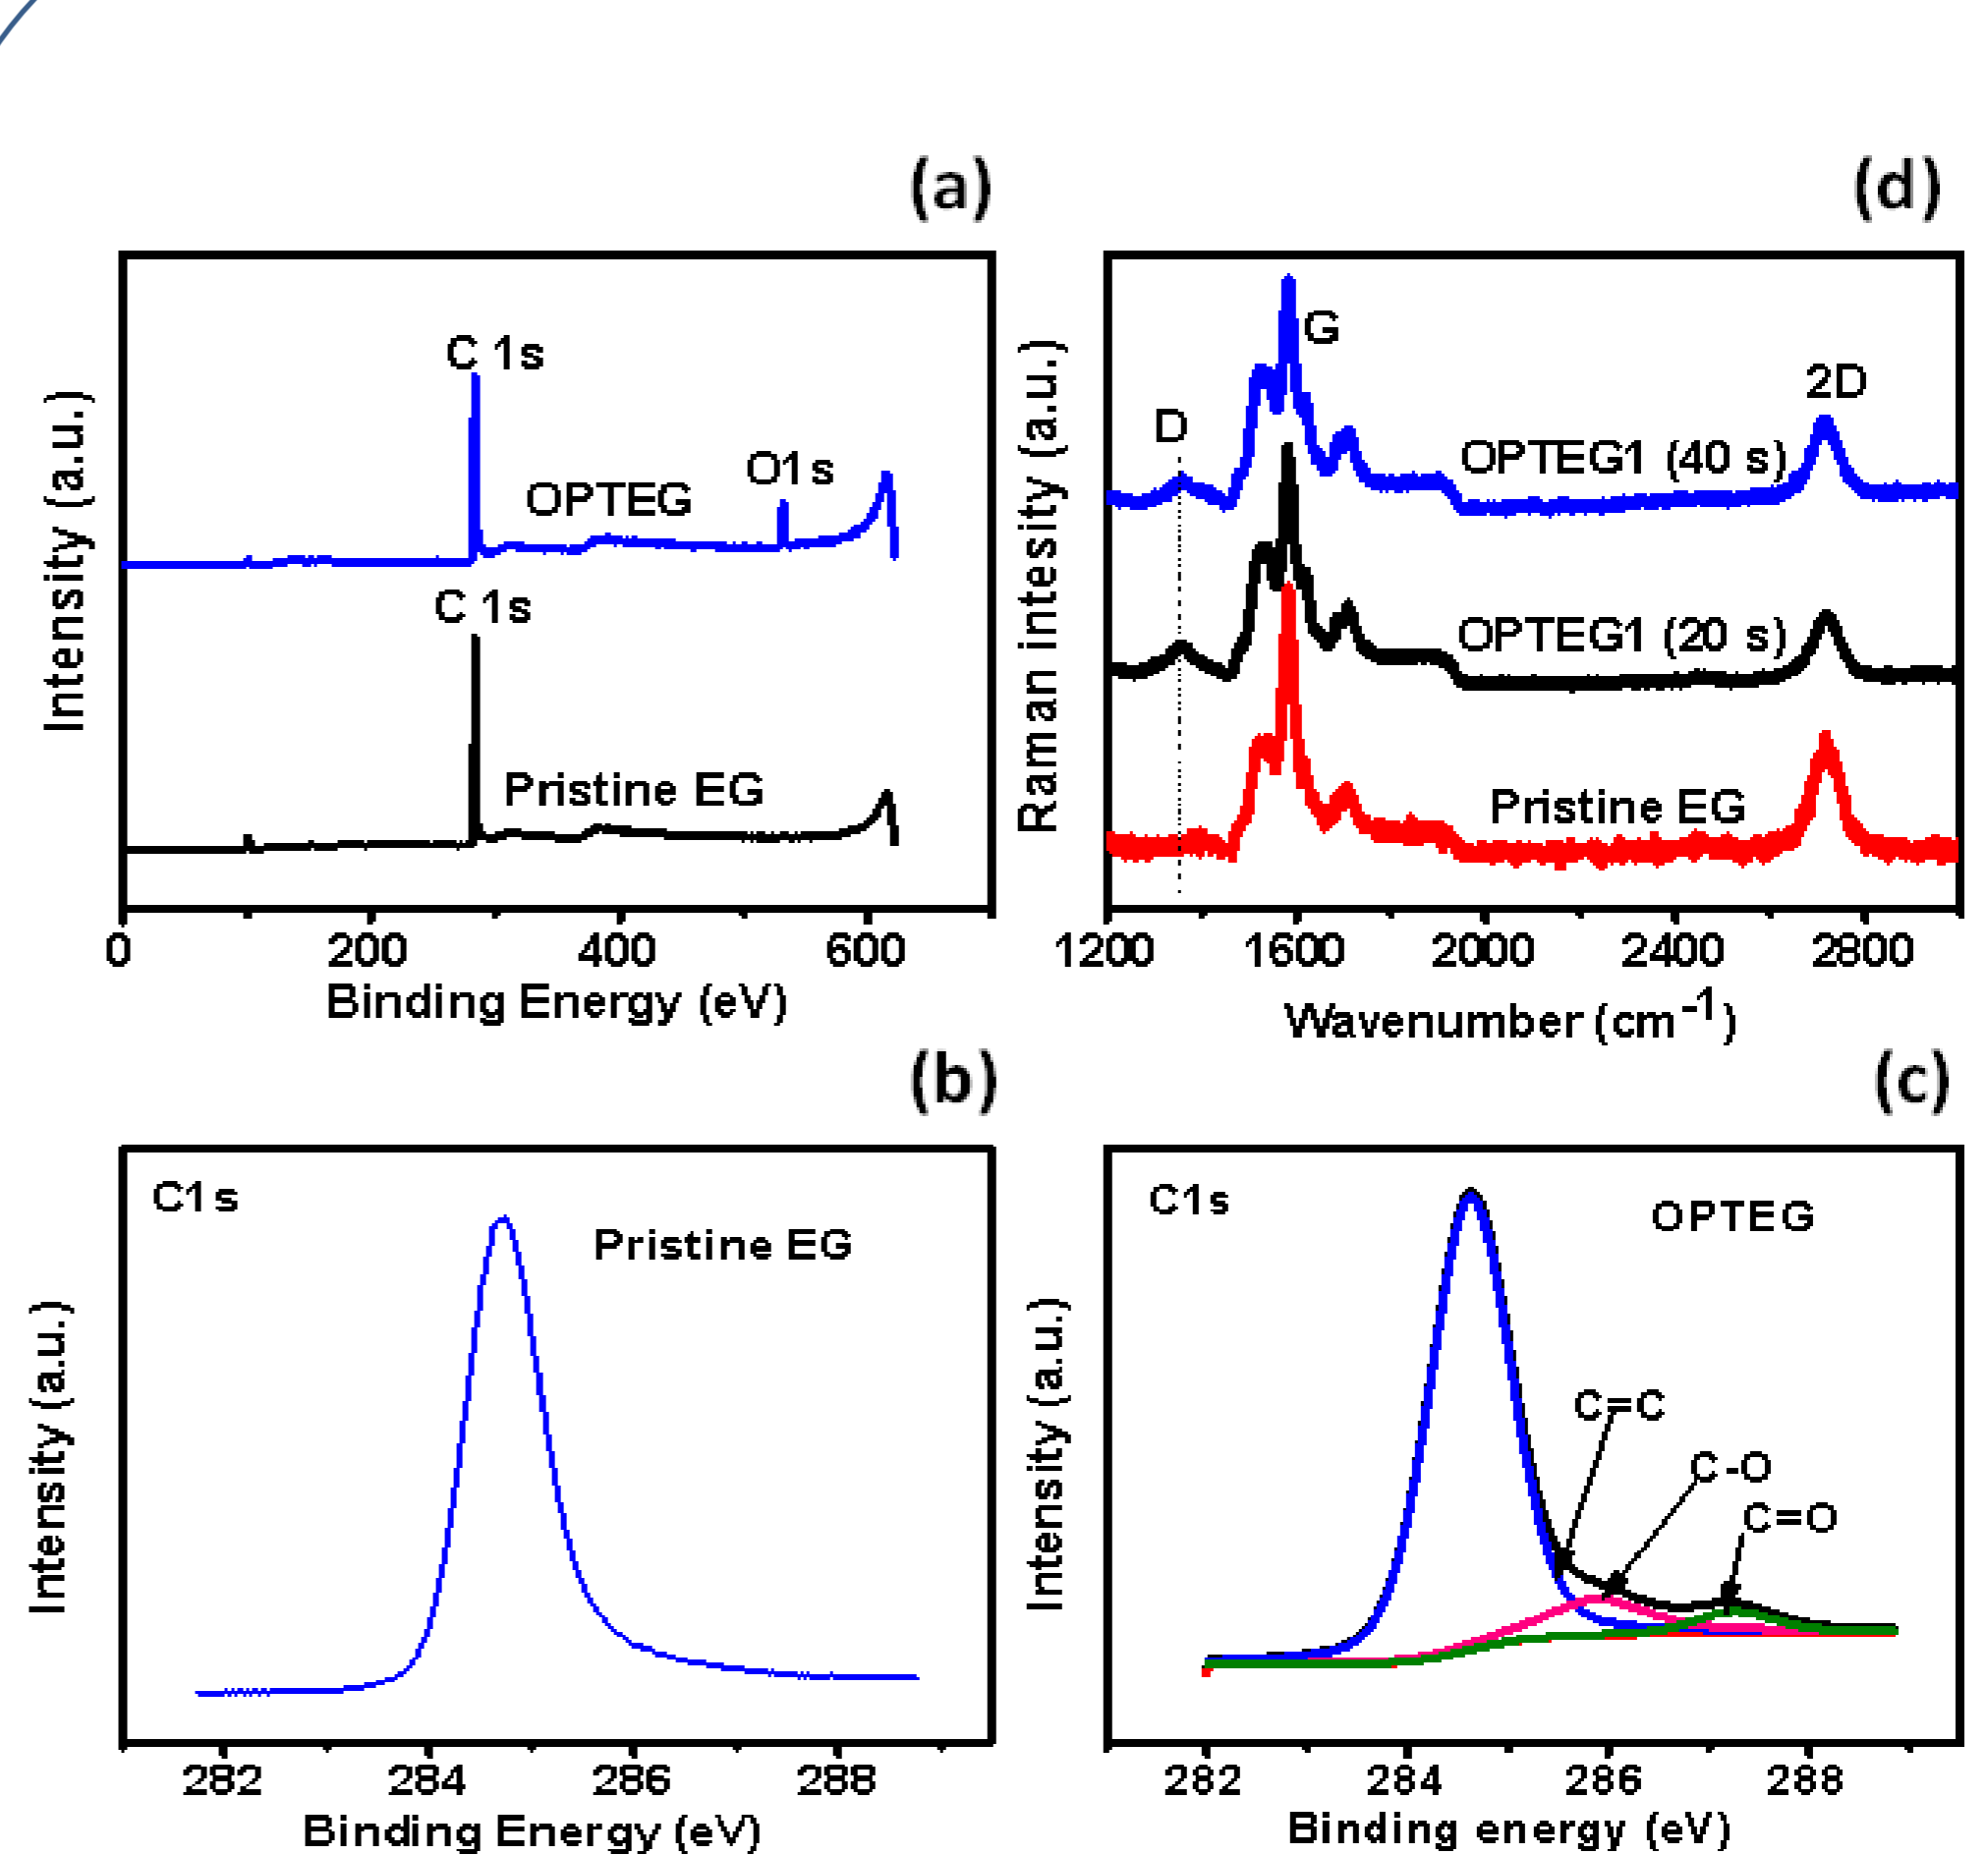 (a)
C 1s
O1s
OPTEG
C 1s
Pristine EG
Intensity (a.u.)
0 200 400 600
Binding Energy (eV)
(d)
G
2D
D
OPTEG1 (40 s)
OPTEG1 (20 s)
Pristine EG
Raman intesity (a.u.)
1200 1600 2000 2400 2800
Wavenumber (cm-1)
(b)
C1s
Pristine EG
Intensity (a.u.)
282 284 286 288
Binding Energy (eV)
(c)
C1s
OPTEG
C=C
C-O
C=O
Intensity (a.u.)
282 284 286 288
Binding energy (eV)